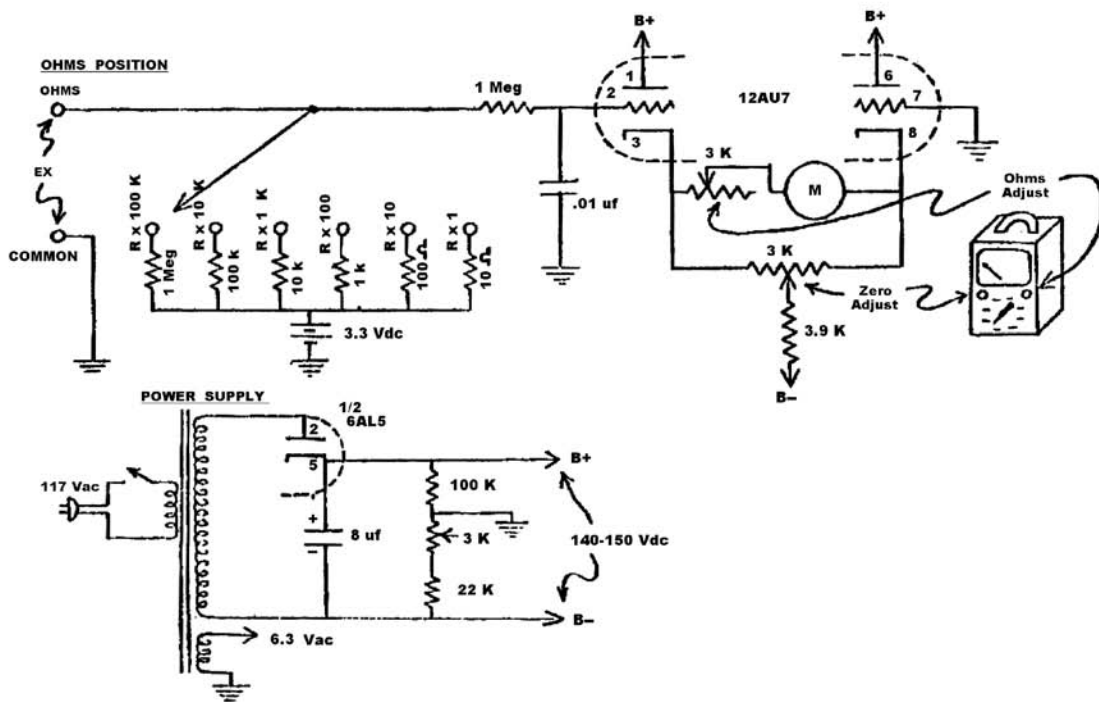 OHMS POSITION
OHMS
EX
COMMON
R x 100 K
R x 10 K
R x 1 K
R x 100
R x 10
R x 1
1 Meg
100 k
10 k
1 k
100Ω
10 Ω
3.3 Vdc
1 Meg
.01 uf
B+
B+
1
2
3
12AU7
6
7
8
3 K
M
Ohms
Adjust
3 K
Zero
Adjust
3.9 K
B–
POWER SUPPLY
117 Vac
1/2
6AL5
2
5
+
–
8 uf
100 K
3 K
22 K
B+
140-150 Vdc
B–
6.3 Vac